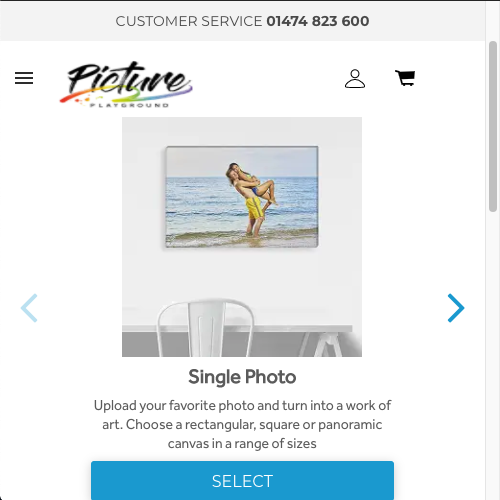 CUSTOMER SERVICE 01474 823 600
Picture
PLAYGROUND
Single Photo
Upload your favorite photo and turn into a work of
art. Choose a rectangular, square or panoramic
canvas in a range of sizes
SELECT